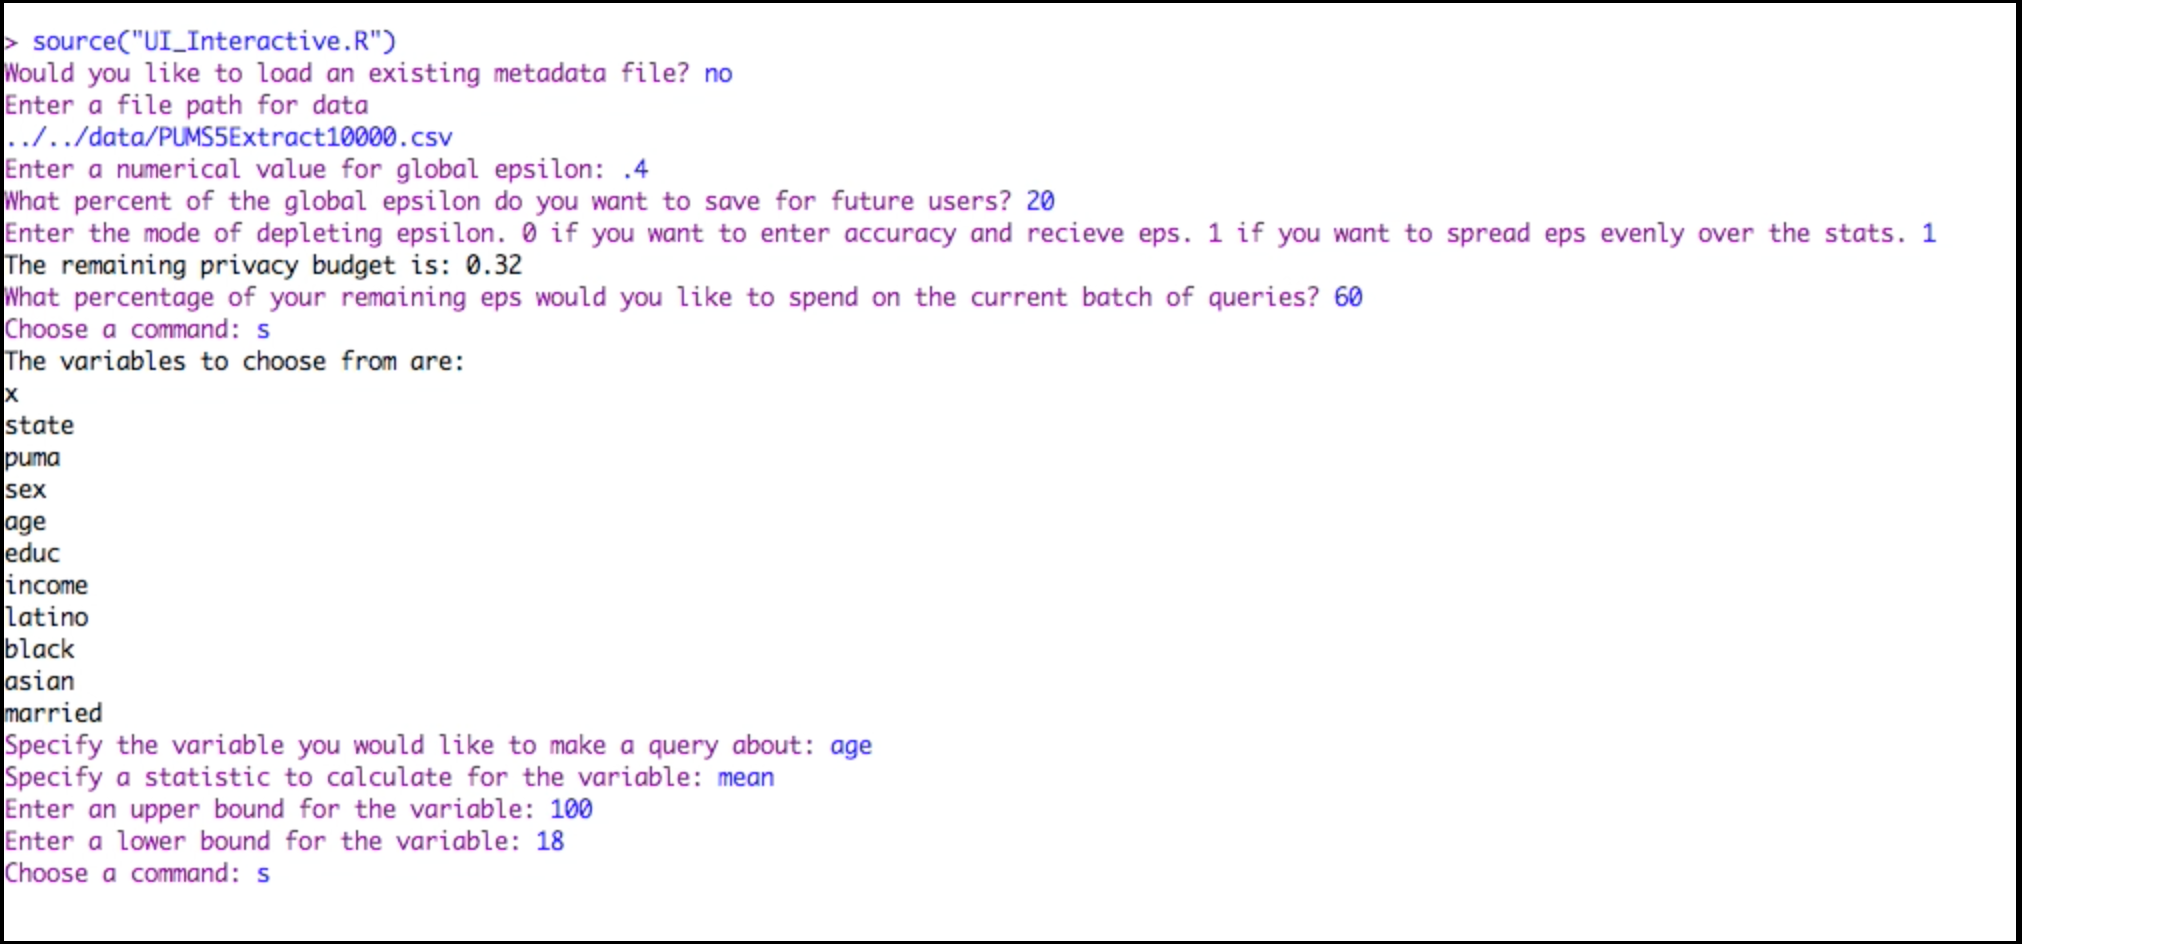 > source("UI_Interactive.R")
Would you like to load an existing metadata file? no
Enter a file path for data
../../data/PUMS5Extract10000.csv
Enter a numerical value for global epsilon: .4
What percent of the global epsilon do you want to save for future users? 20
Enter the mode of depleting epsilon. 0 if you want to enter accuracy and recieve eps. 1 if you want to spread eps evenly over the stats. 1
The remaining privacy budget is: 0.32
What percentage of your remaining eps would you like to spend on the current batch of queries? 60
Choose a command: s
The variables to choose from are:
x
state
puma
sex
age
educ
income
latino
black
asian
married
Specify the variable you would like to make a query about: age
Specify a statistic to calculate for the variable: mean
Enter an upper bound for the variable: 100
Enter a lower bound for the variable: 18
Choose a command: s